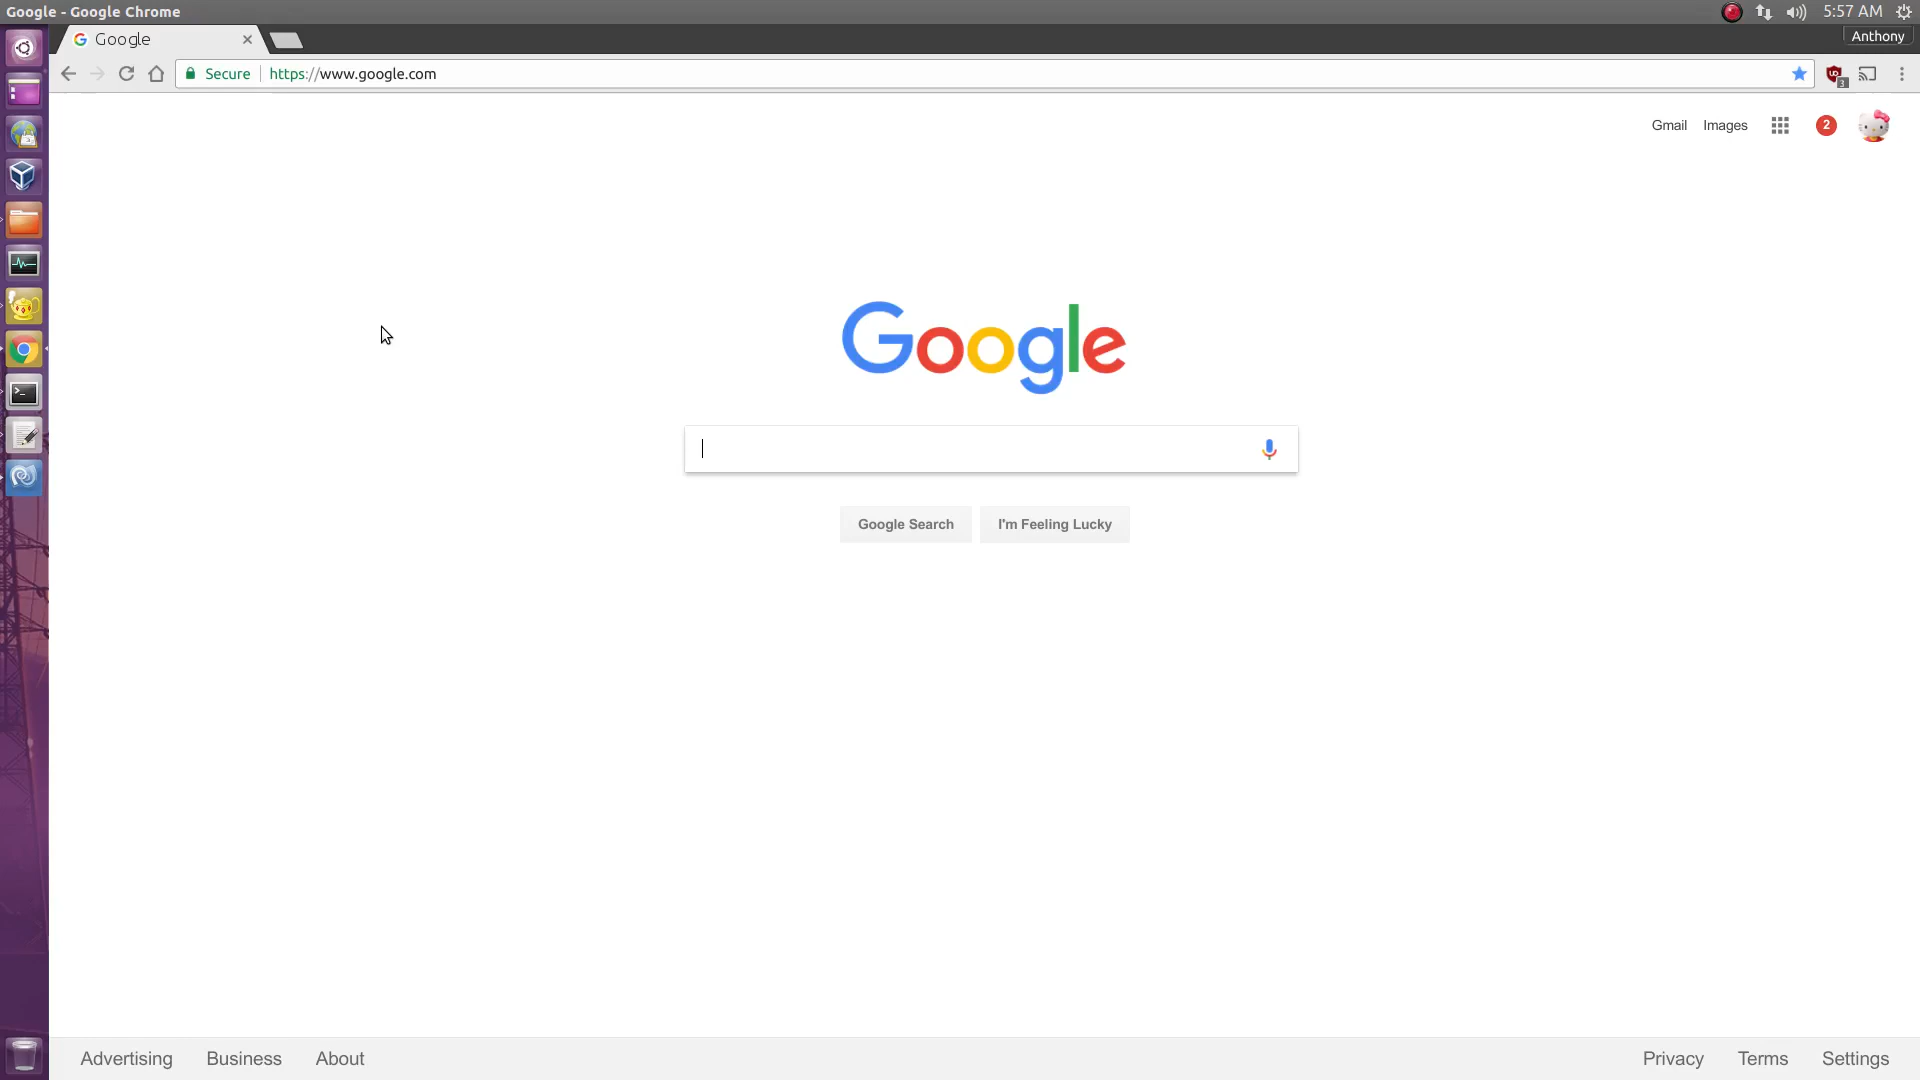 Google - Google Chrome
5:57 AM
Google
Anthony
Secure
https://www.google.com
3
Gmail
Images
2
Google
Google Search
I'm Feeling Lucky
Advertising
Business
About
Privacy
Terms
Settings